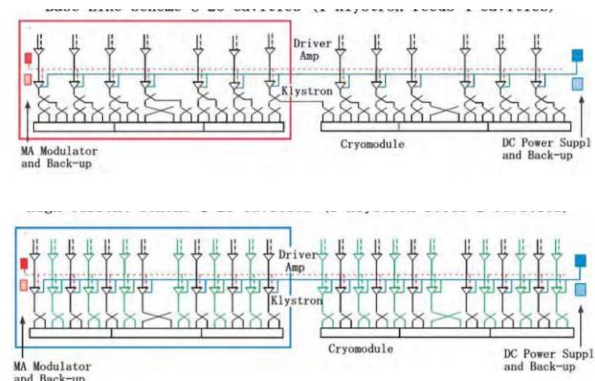 Driver
Amp
Klystron
MA Modulator
and Back-up
Cryomodule
DC Power Suppl
and Back-up
Driver
Amp
Klystron
MA Modulator
and Back-up
Cryomodule
DC Power Suppl
and Back-up